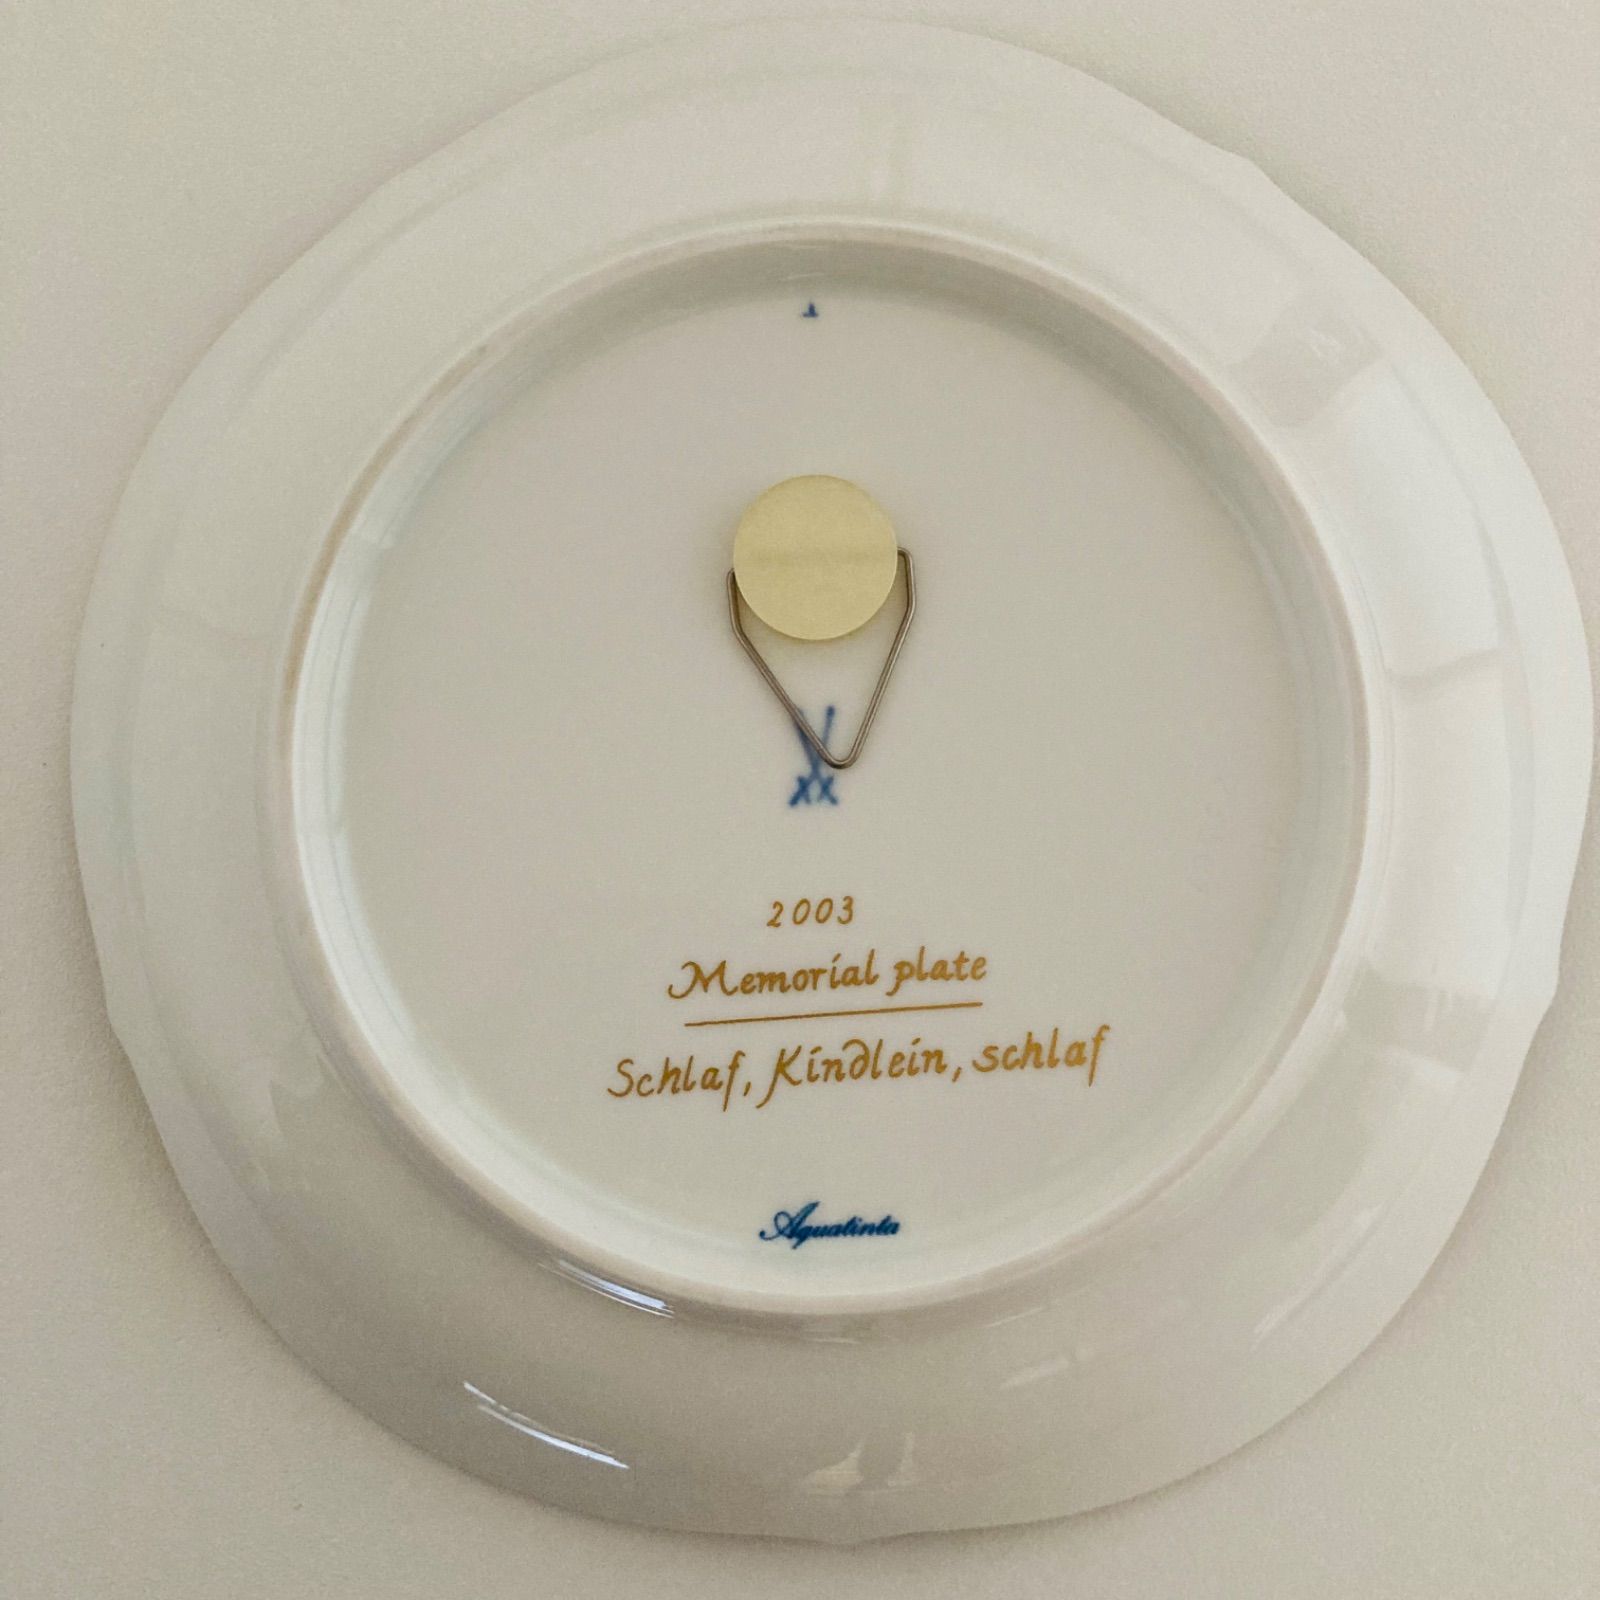 2003
Memorial plate
Schlaf, Kindlein, schlaf
Aquatinta